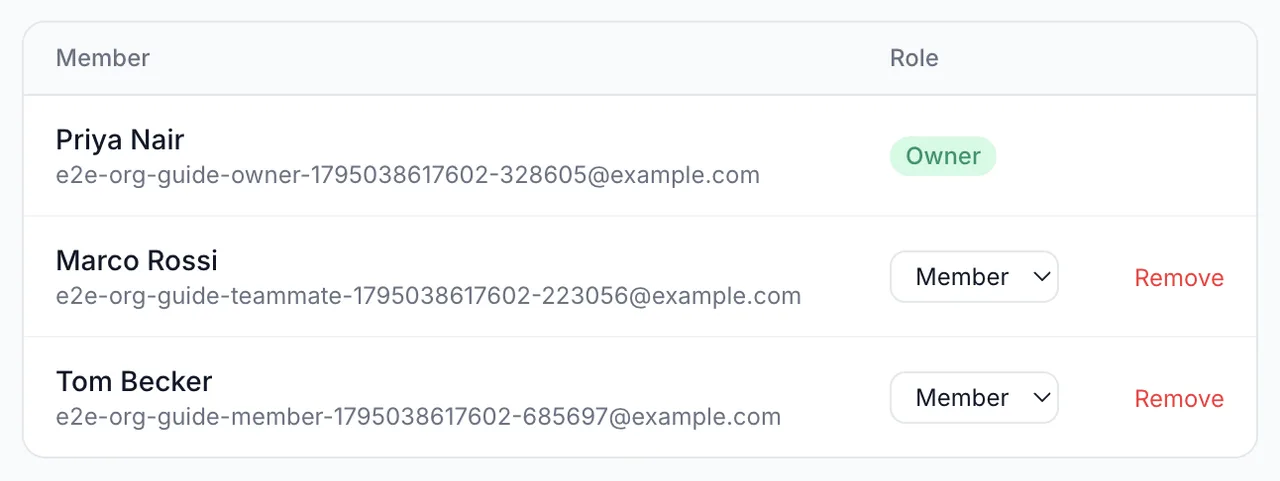 Member Role
Priya Nair
e2e-org-guide-owner-1795038617602-328605@example.com
Owner
Marco Rossi
e2e-org-guide-teammate-1795038617602-223056@example.com
Member Remove
Tom Becker
e2e-org-guide-member-1795038617602-685697@example.com
Member Remove